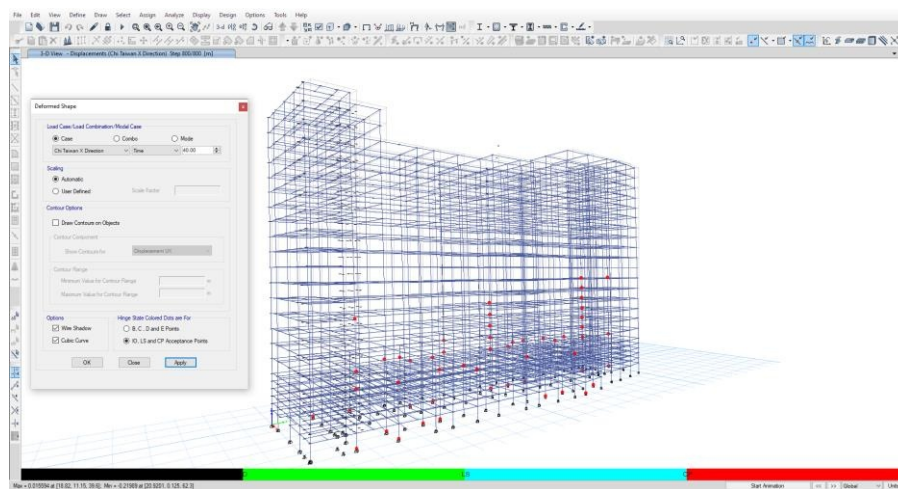 File Edit View Define Draw Select Assign Analyze Display Design Options Tools Help
3-D View - Displacements (Chi Taiwan X Direction) Step 800/800 [m]
Deformed Shape
Load Case/Load Combination/Modal Case
Case Combo Mode
Chi Taiwan X Direction Time 40.00
Scaling
Automatic
User Defined Scale Factor
Contour Options
Draw Contours on Objects
Contour Component
Show Contours for Displacement
Contour Range
Minimum Value for Contour Range m
Maximum Value for Contour Range m
Options
Wire Shadow
Cubic Curve
Hinge State Colored Dots are For
B, C, D and E Points
IO, LS and CP Acceptance Points
OK Close Apply
LS CP
Start Animation << >> Global Units